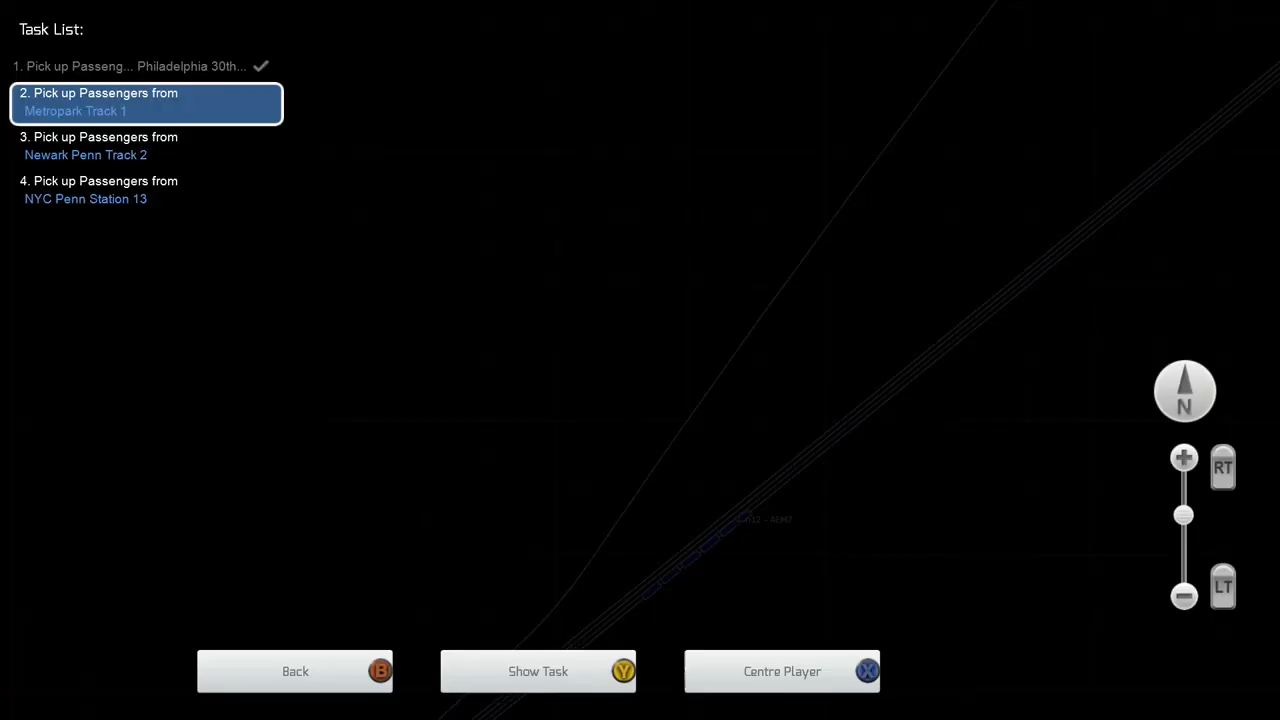 Task List:
1. Pick up Passeng... Philadelphia 30th...
2. Pick up Passengers from
Metropark Track 1
3. Pick up Passengers from
Newark Penn Track 2
4. Pick up Passengers from
NYC Penn Station 13
N
RT
LT
- AEM7
Back B
Show Task Y
Centre Player X